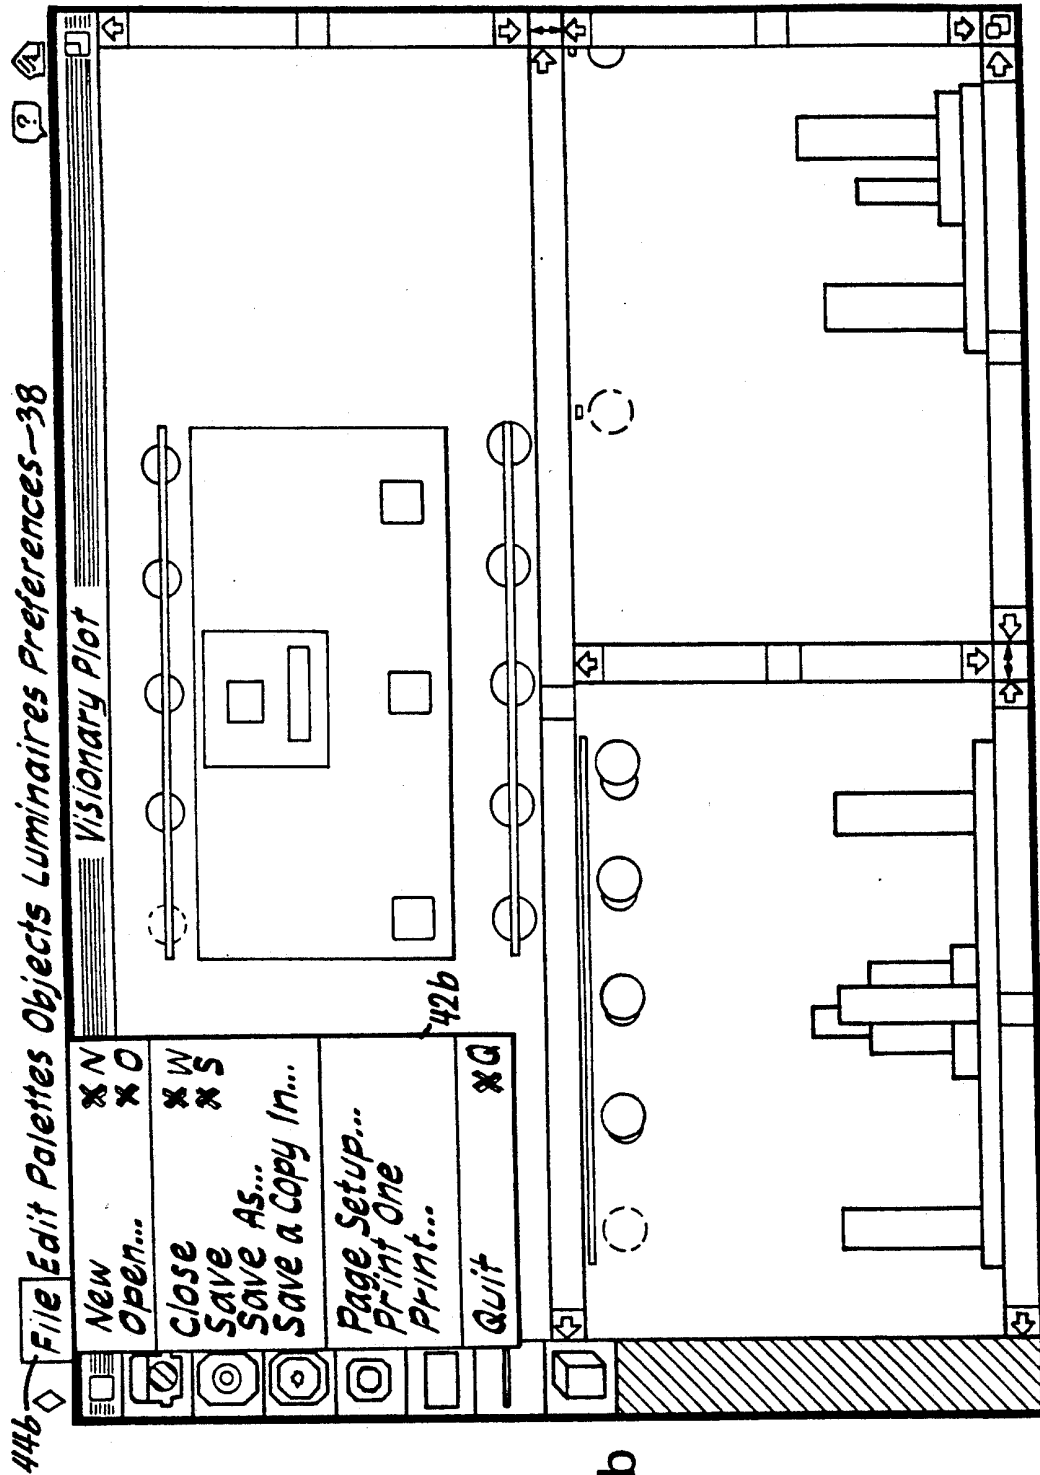 44b File Edit Palettes Objects Luminaires Preferences 38
?
Visionary Plot
New ⌘ N
Open... ⌘ O
Close ⌘ W
Save ⌘ S
Save As...
Save a Copy In...
Page Setup...
Print One
Print...
Quit ⌘ Q
42b
b